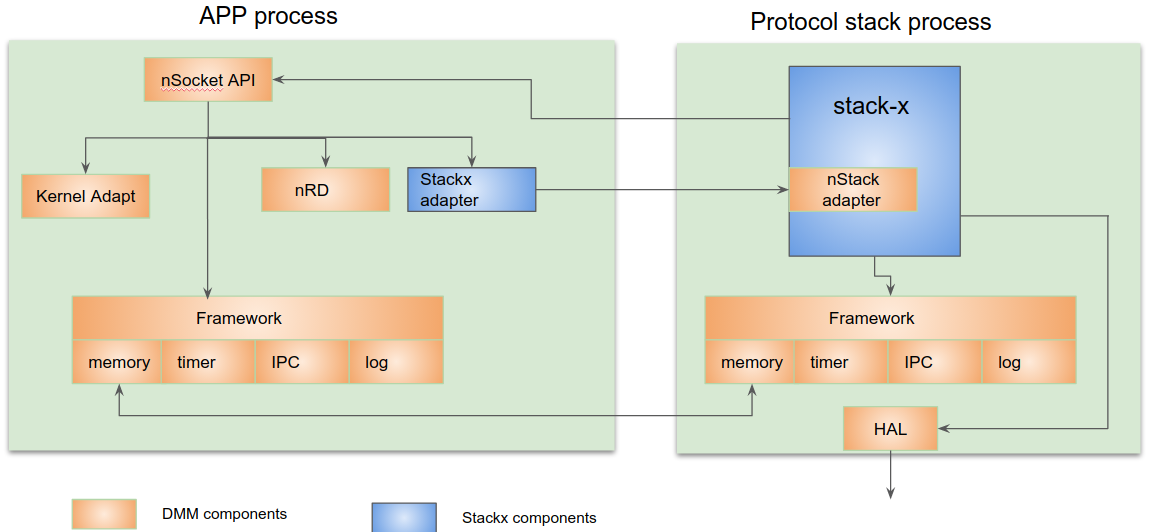 APP process
Protocol stack process
nSocket API
stack-x
Kernel Adapt
nRD
Stackx
adapter
nStack
adapter
Framework
memory timer IPC log
Framework
memory timer IPC log
HAL
DMM components
Stackx components